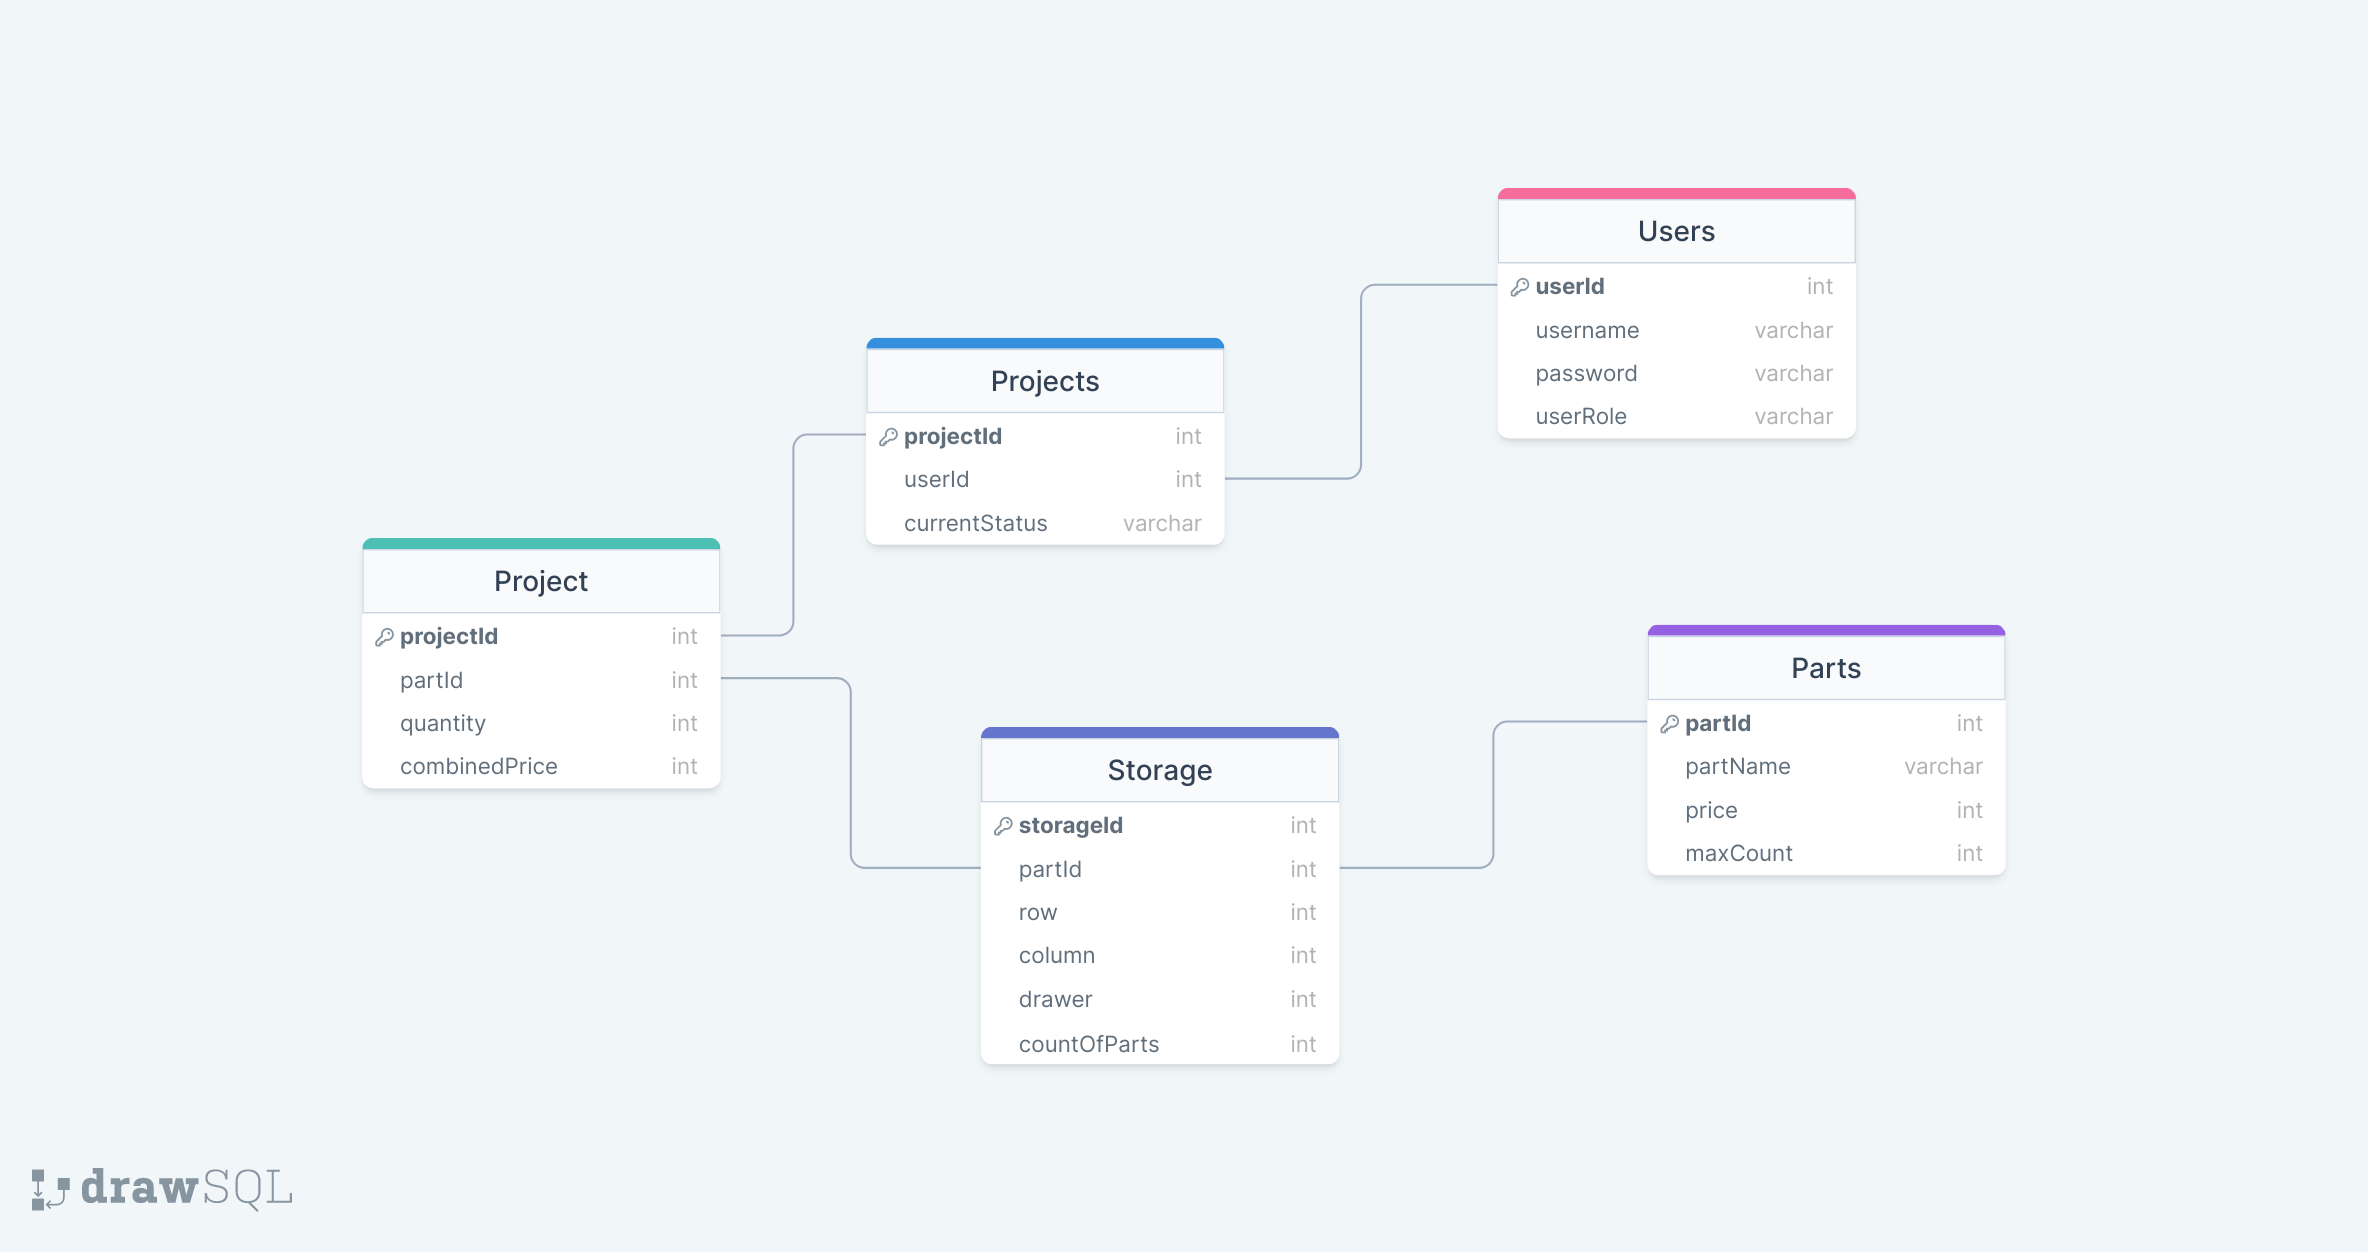 Users
userId int
username varchar
password varchar
userRole varchar
Projects
projectId int
userId int
currentStatus varchar
Project
projectId int
partId int
quantity int
combinedPrice int
Parts
partId int
partName varchar
price int
maxCount int
Storage
storageId int
partId int
row int
column int
drawer int
countOfParts int
drawSQL